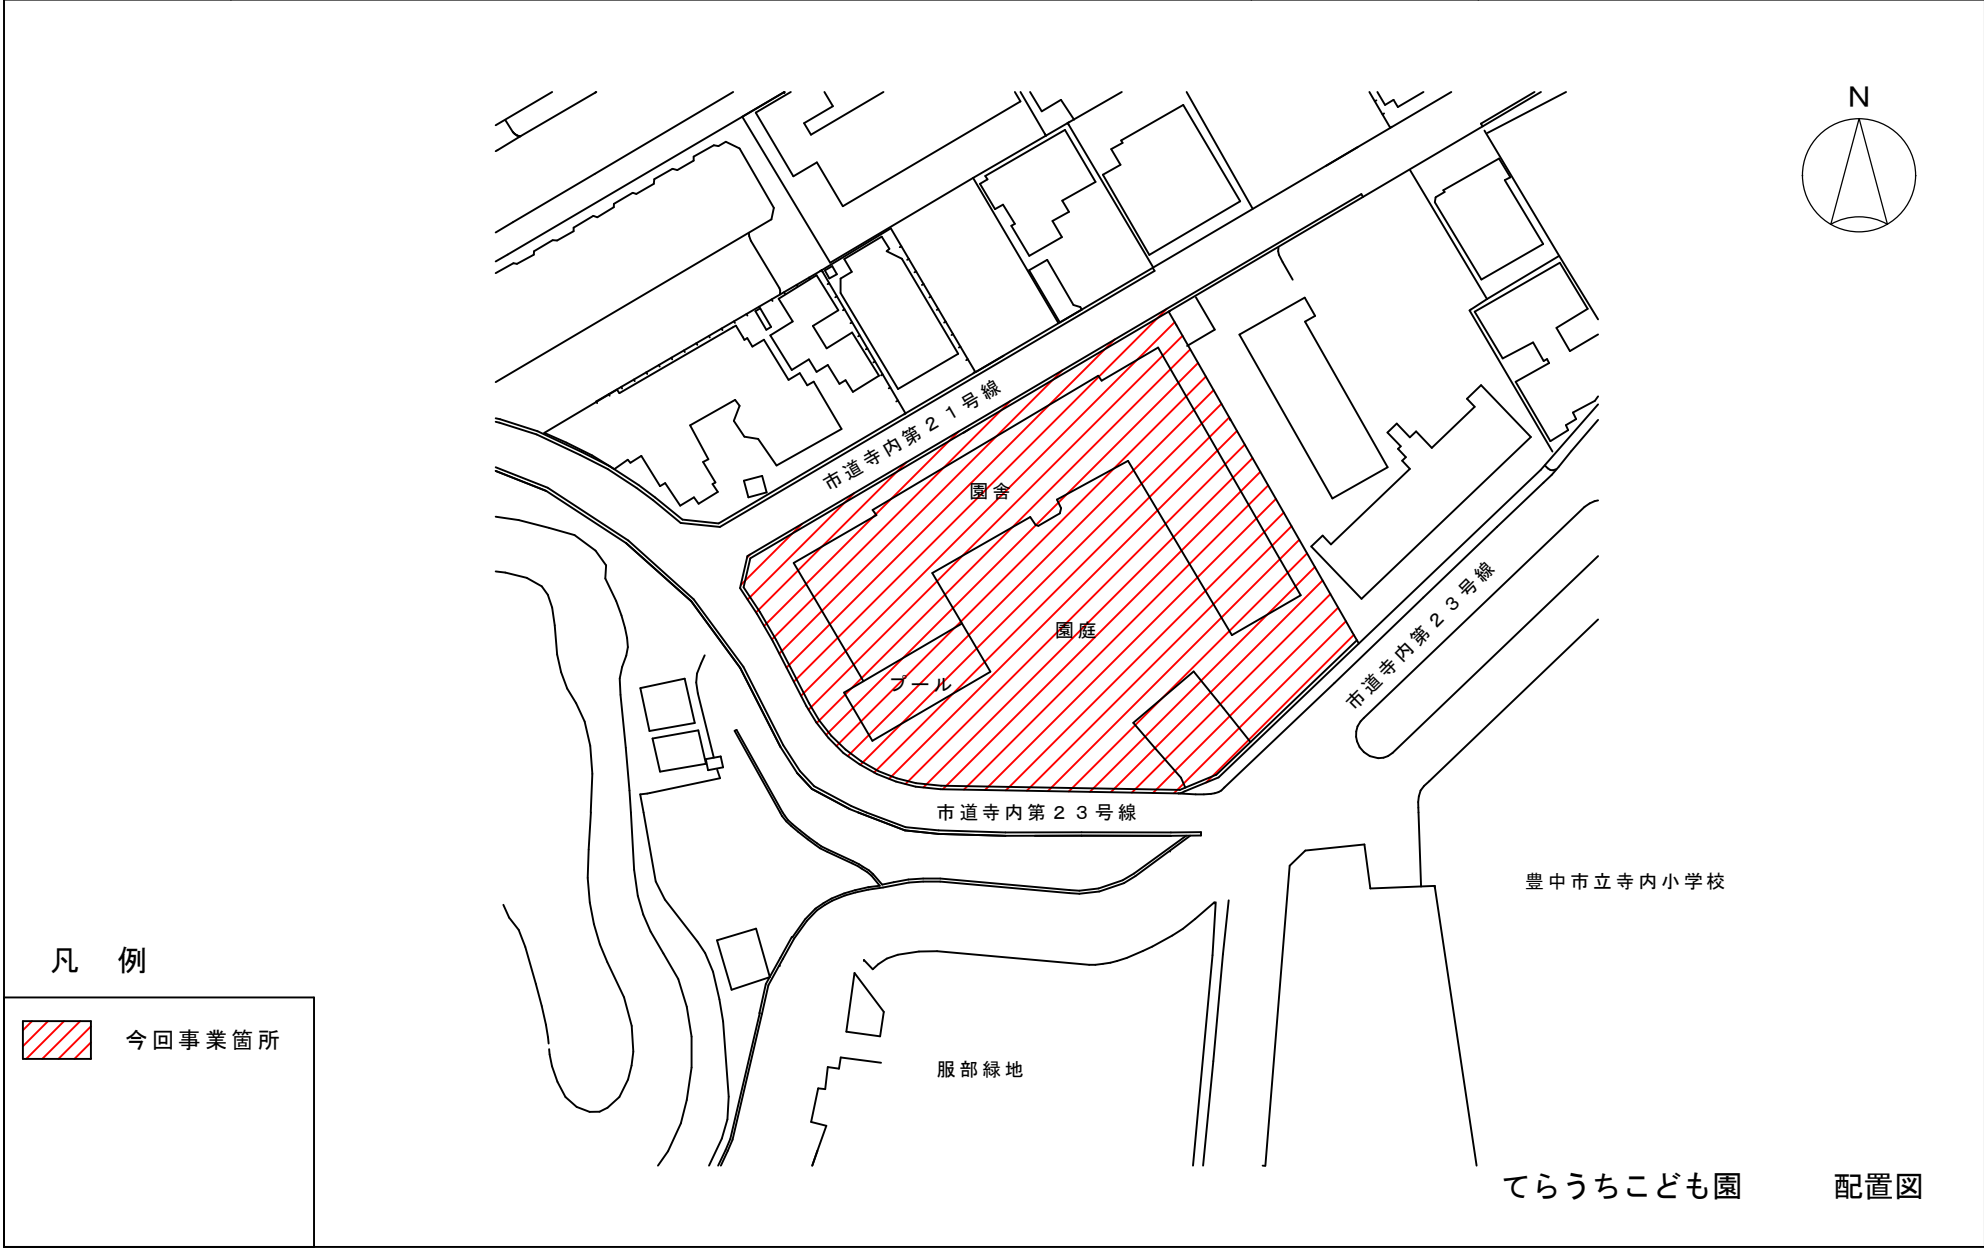 N
市道寺内第２１号線
園舎
市道寺内第２３号線
園庭
プール
市道寺内第２３号線
豊中市立寺内小学校
凡　例
今回事業箇所
服部緑地
てらうちこども園　　　配置図